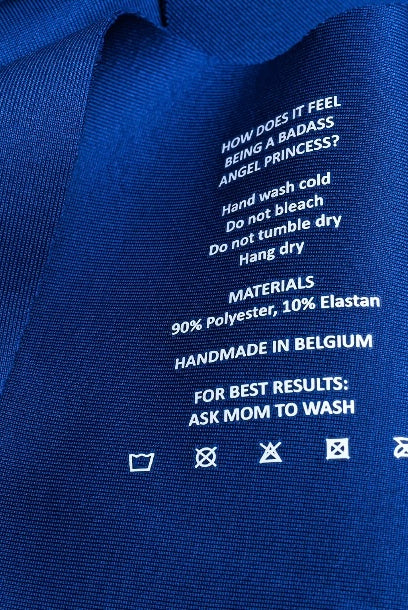 HOW DOES IT FEEL
BEING A BADASS
ANGEL PRINCESS?
Hand wash cold
Do not bleach
Do not tumble dry
Hang dry
MATERIALS
90% Polyester, 10% Elastan
HANDMADE IN BELGIUM
FOR BEST RESULTS:
ASK MOM TO WASH